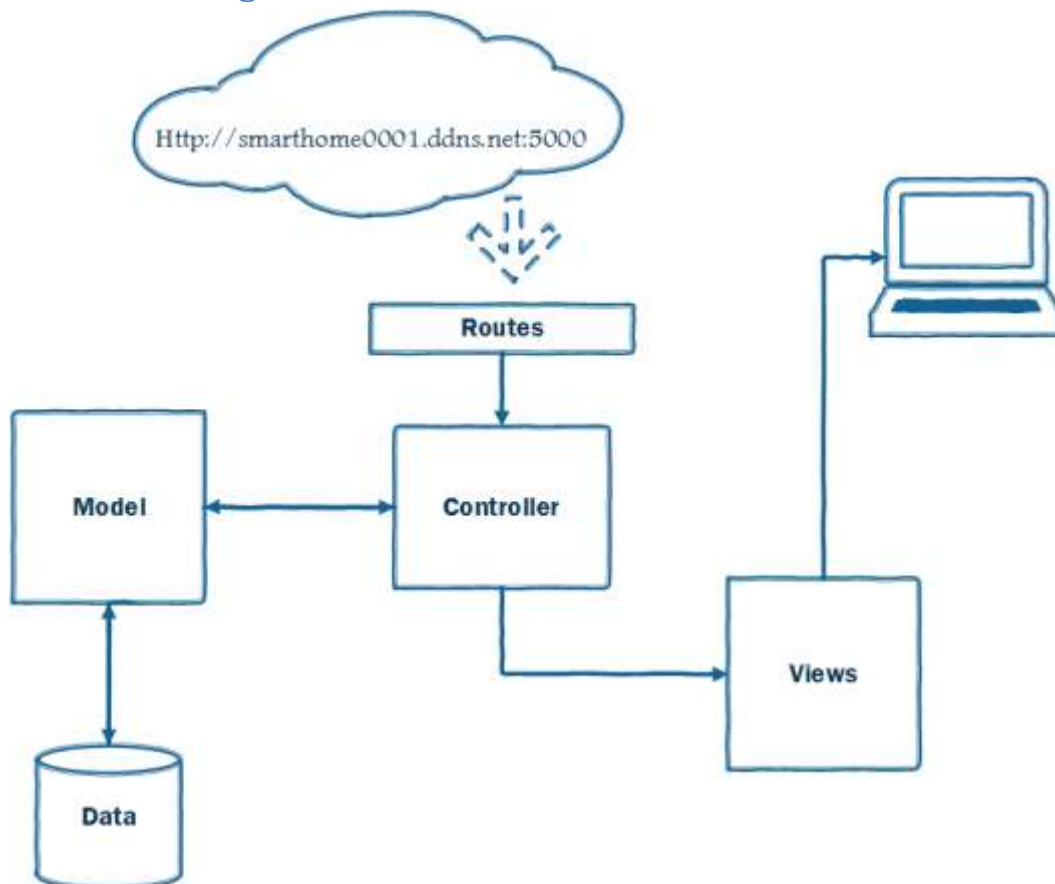 Http://smarthome0001.ddns.net:5000
Routes
Model
Controller
Views
Data